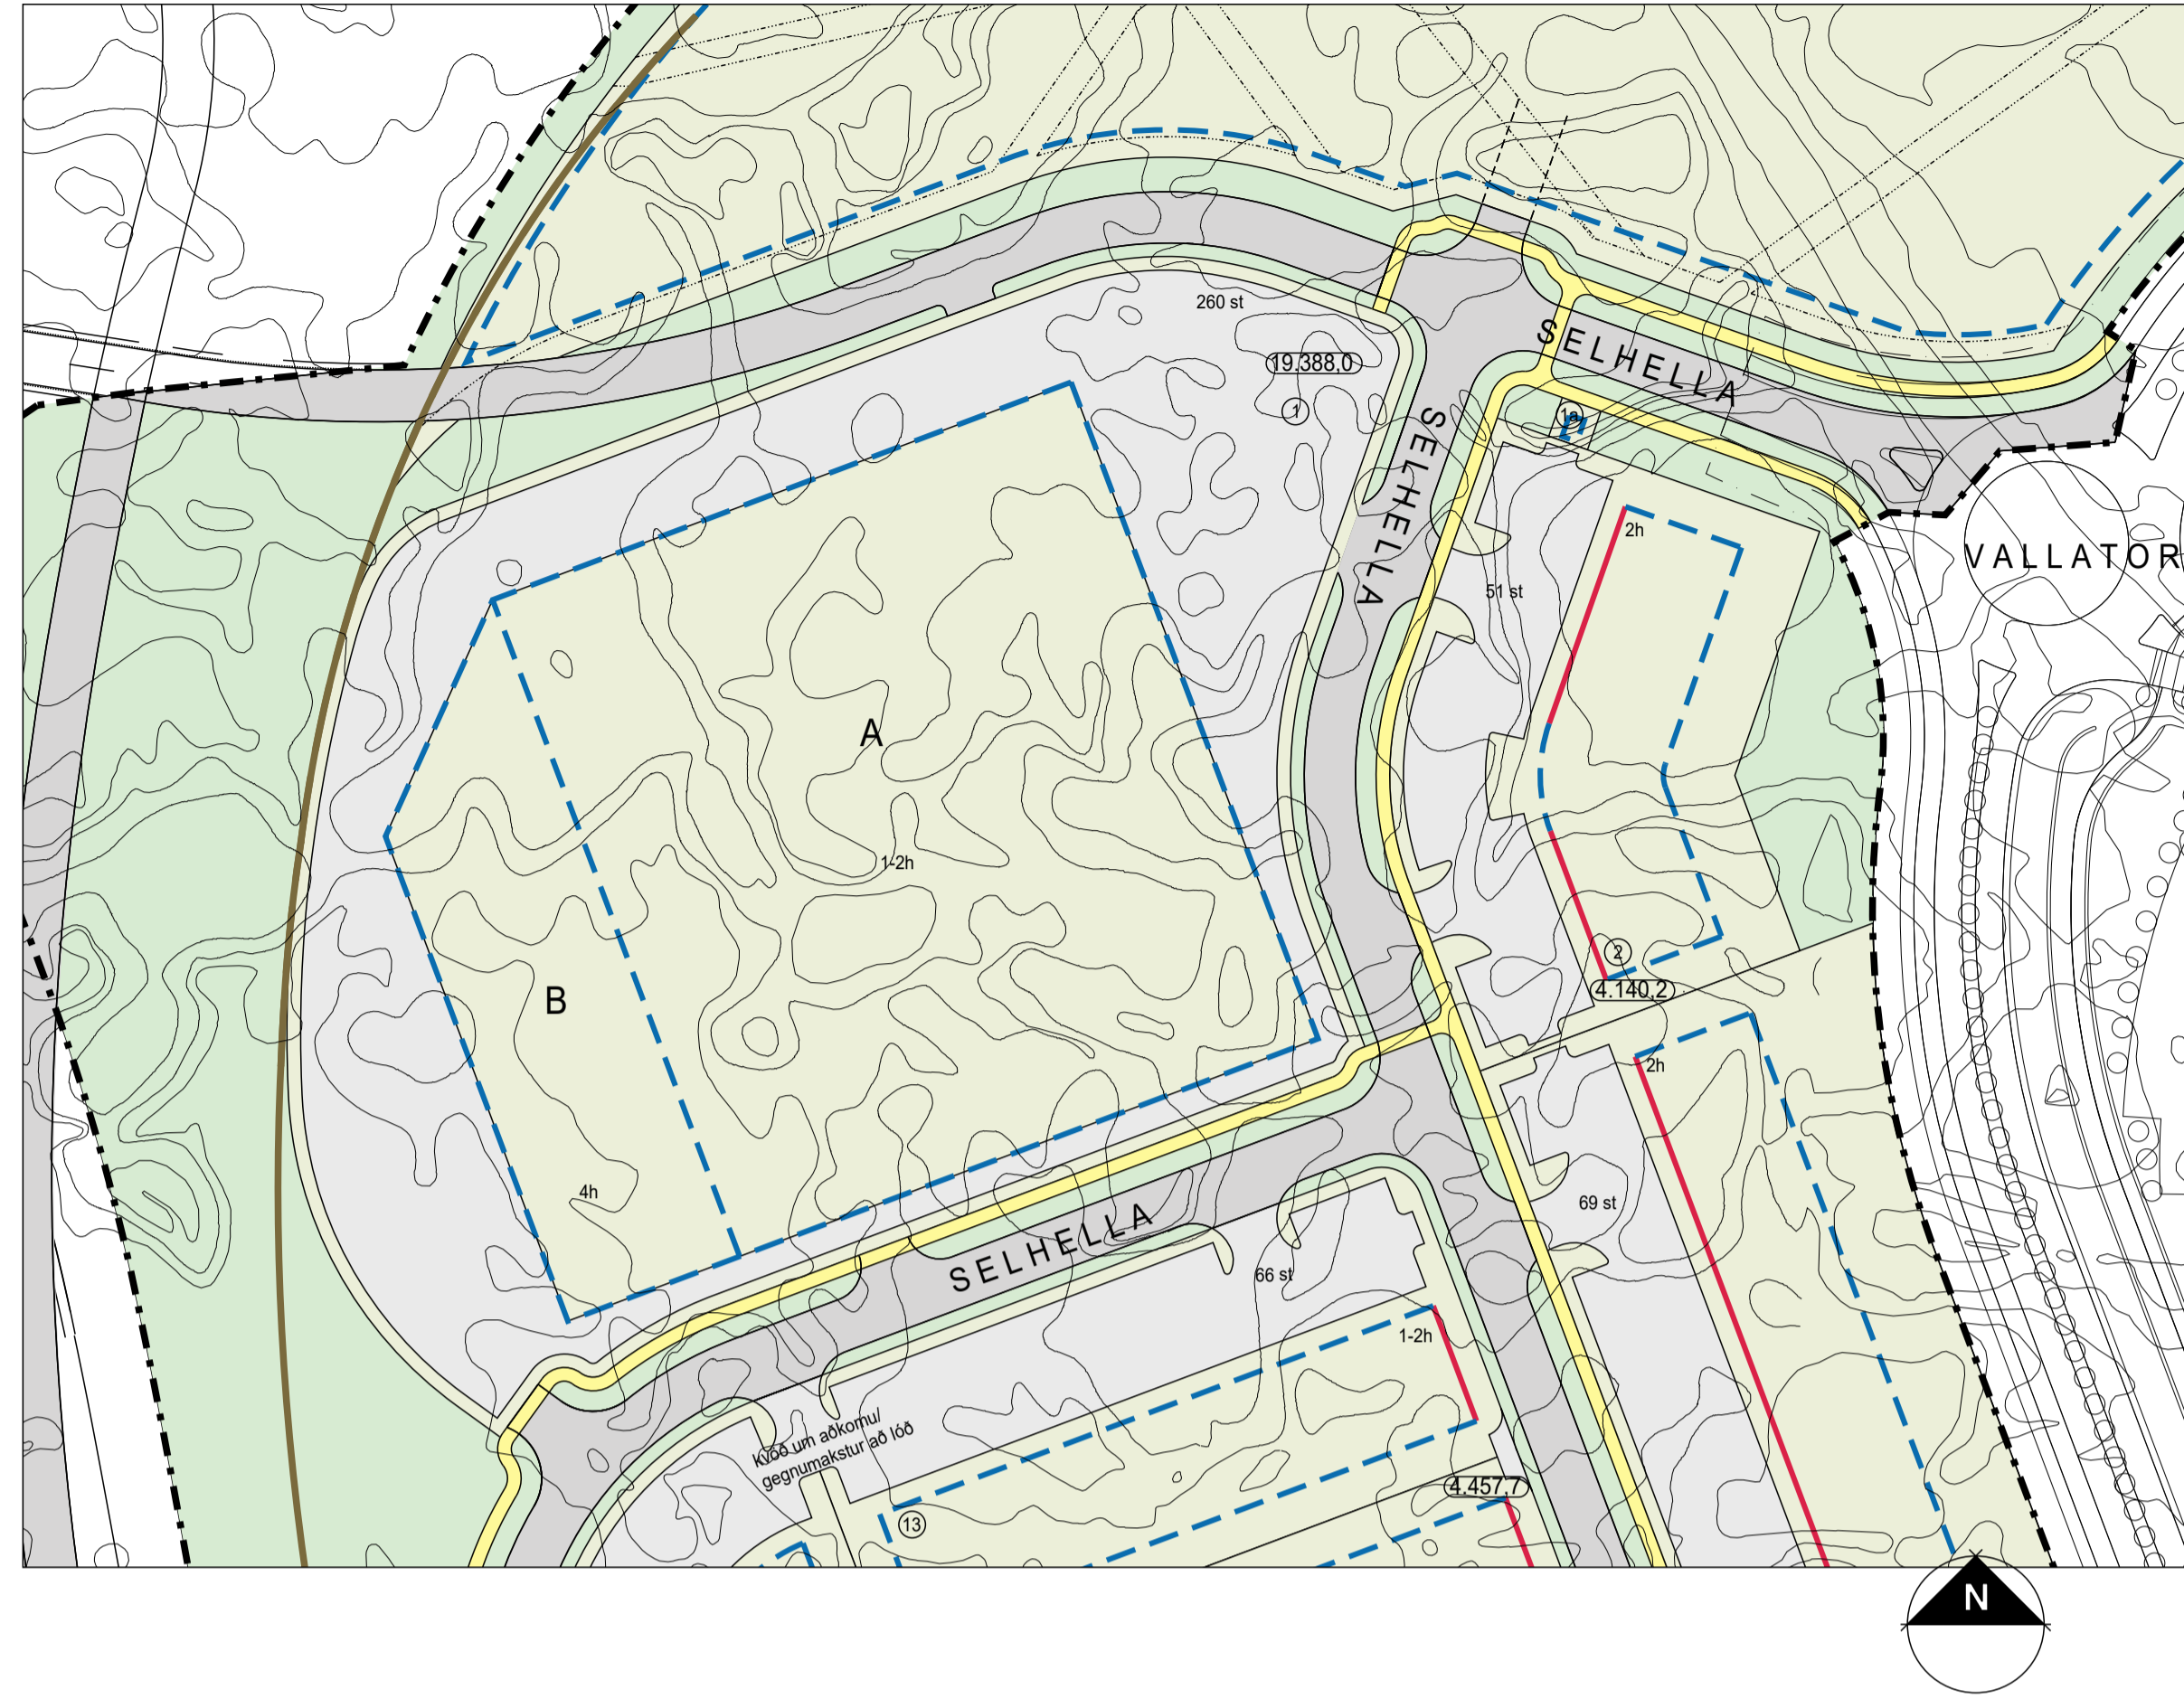 260 st
19.388,0
1
SELHELLA
1a
SELHELLA
2h
VALLATOR
51 st
A
1-2h
2
4.140,2
B
2h
4h
69 st
SELHELLA
66 st
1-2h
kvöð um aðkomu/
gegnumakstur að lóð
4.457,7
13
N